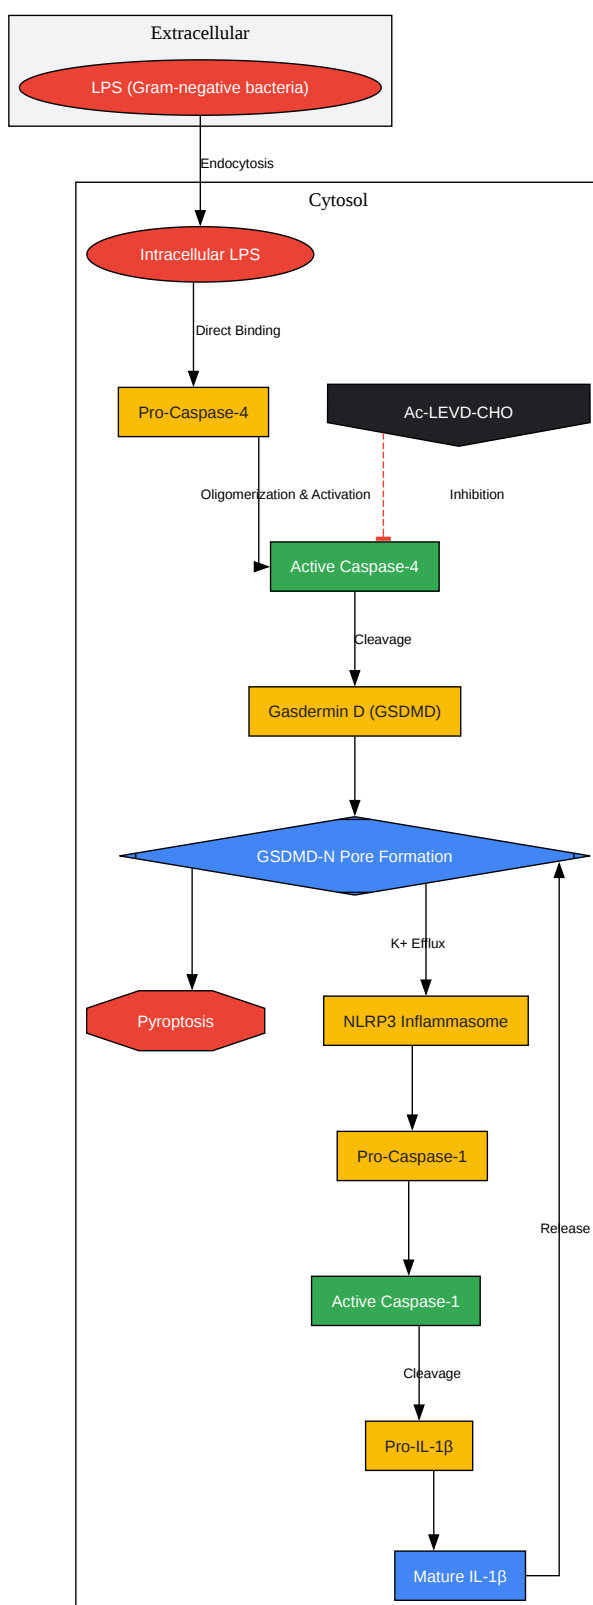 Extracellular
LPS (Gram-negative bacteria)
Endocytosis
Cytosol
Intracellular LPS
Direct Binding
Pro-Caspase-4
Ac-LEVD-CHO
Oligomerization & Activation
Inhibition
Active Caspase-4
Cleavage
Gasdermin D (GSDMD)
GSDMD-N Pore Formation
K+ Efflux
Pyroptosis
NLRP3 Inflammasome
Pro-Caspase-1
Release
Active Caspase-1
Cleavage
Pro-IL-1β
Mature IL-1β